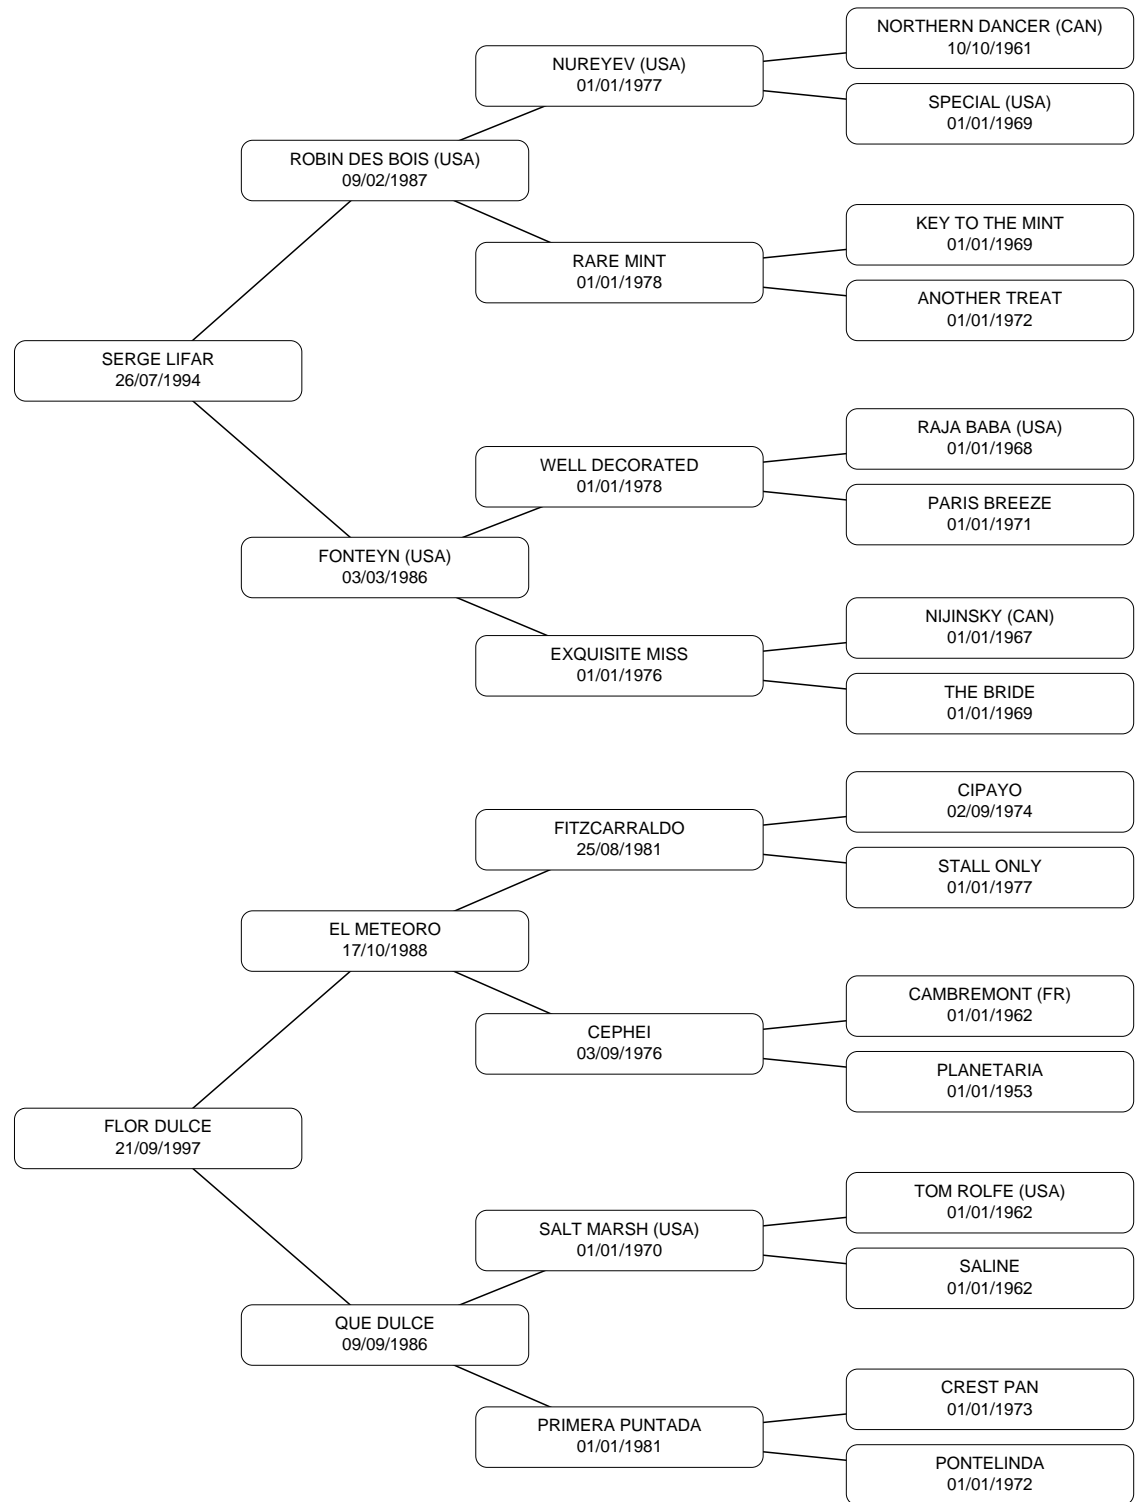 NORTHERN DANCER (CAN)
10/10/1961
NUREYEV (USA)
01/01/1977
SPECIAL (USA)
01/01/1969
ROBIN DES BOIS (USA)
09/02/1987
KEY TO THE MINT
01/01/1969
RARE MINT
01/01/1978
ANOTHER TREAT
01/01/1972
SERGE LIFAR
26/07/1994
RAJA BABA (USA)
01/01/1968
WELL DECORATED
01/01/1978
PARIS BREEZE
01/01/1971
FONTEYN (USA)
03/03/1986
NIJINSKY (CAN)
01/01/1967
EXQUISITE MISS
01/01/1976
THE BRIDE
01/01/1969
CIPAYO
02/09/1974
FITZCARRALDO
25/08/1981
STALL ONLY
01/01/1977
EL METEORO
17/10/1988
CAMBREMONT (FR)
01/01/1962
CEPHEI
03/09/1976
PLANETARIA
01/01/1953
FLOR DULCE
21/09/1997
TOM ROLFE (USA)
01/01/1962
SALT MARSH (USA)
01/01/1970
SALINE
01/01/1962
QUE DULCE
09/09/1986
CREST PAN
01/01/1973
PRIMERA PUNTADA
01/01/1981
PONTELINDA
01/01/1972